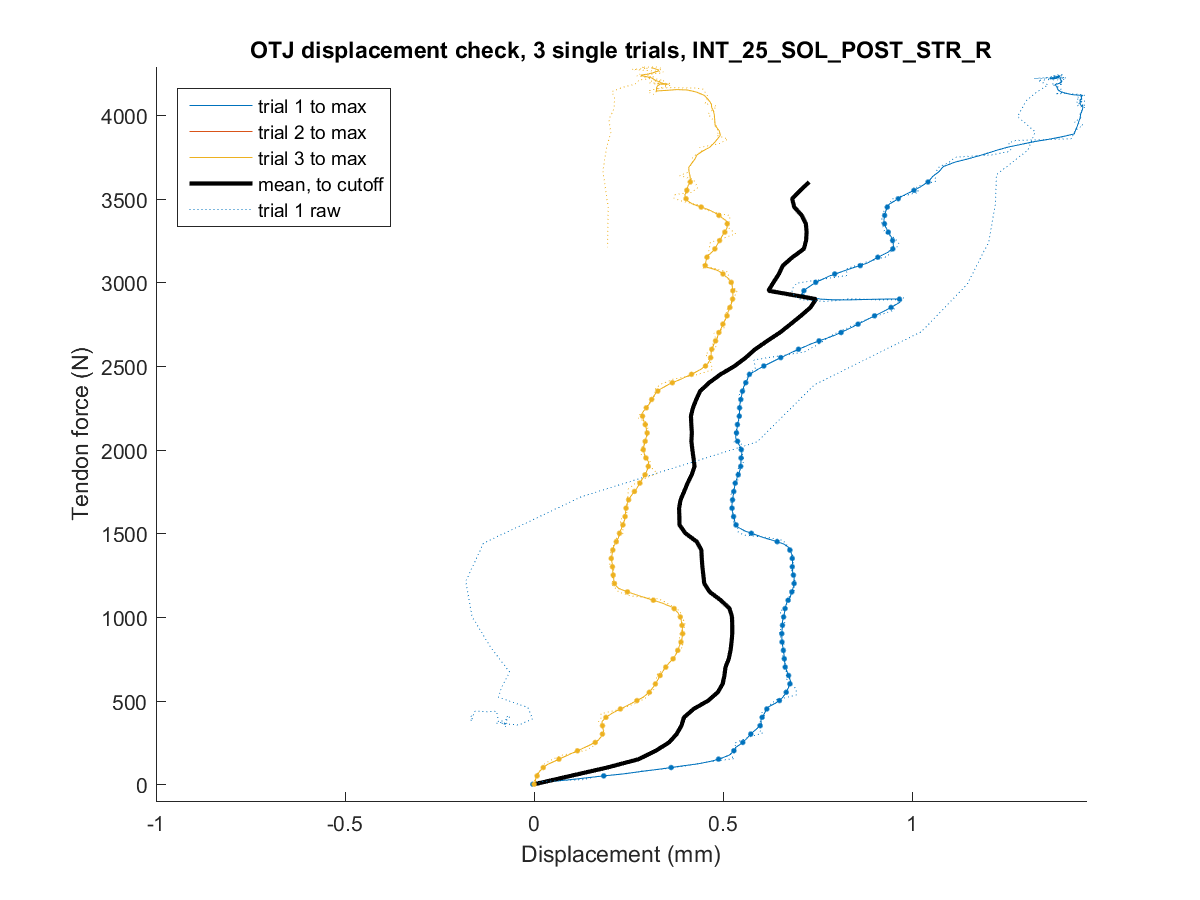 OTJ displacement check, 3 single trials, INT_25_SOL_POST_STR_R
trial 1 to max
trial 2 to max
trial 3 to max
mean, to cutoff
trial 1 raw
4000
3500
3000
2500
2000
1500
1000
500
0
Tendon force (N)
-1
-0.5
0
0.5
1
Displacement (mm)